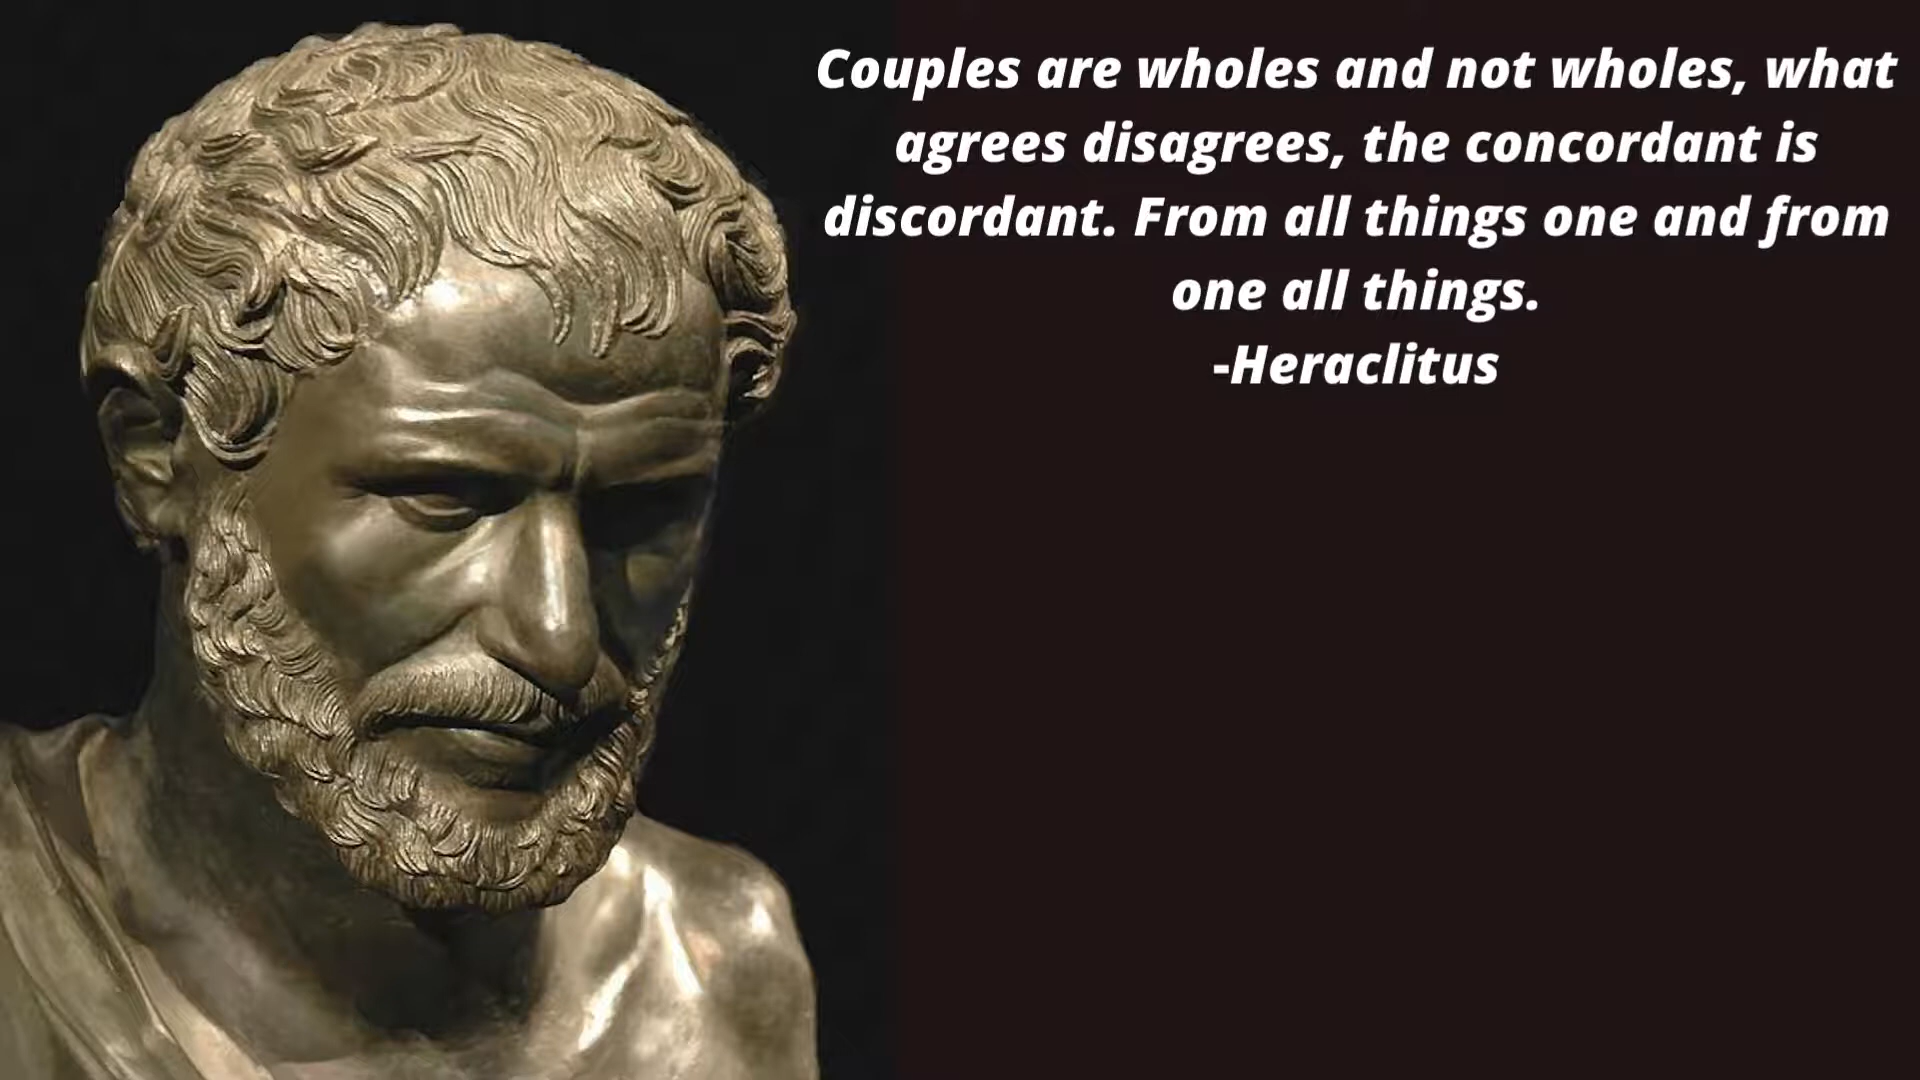 Couples are wholes and not wholes, what
agrees disagrees, the concordant is
discordant. From all things one and from
one all things.
-Heraclitus